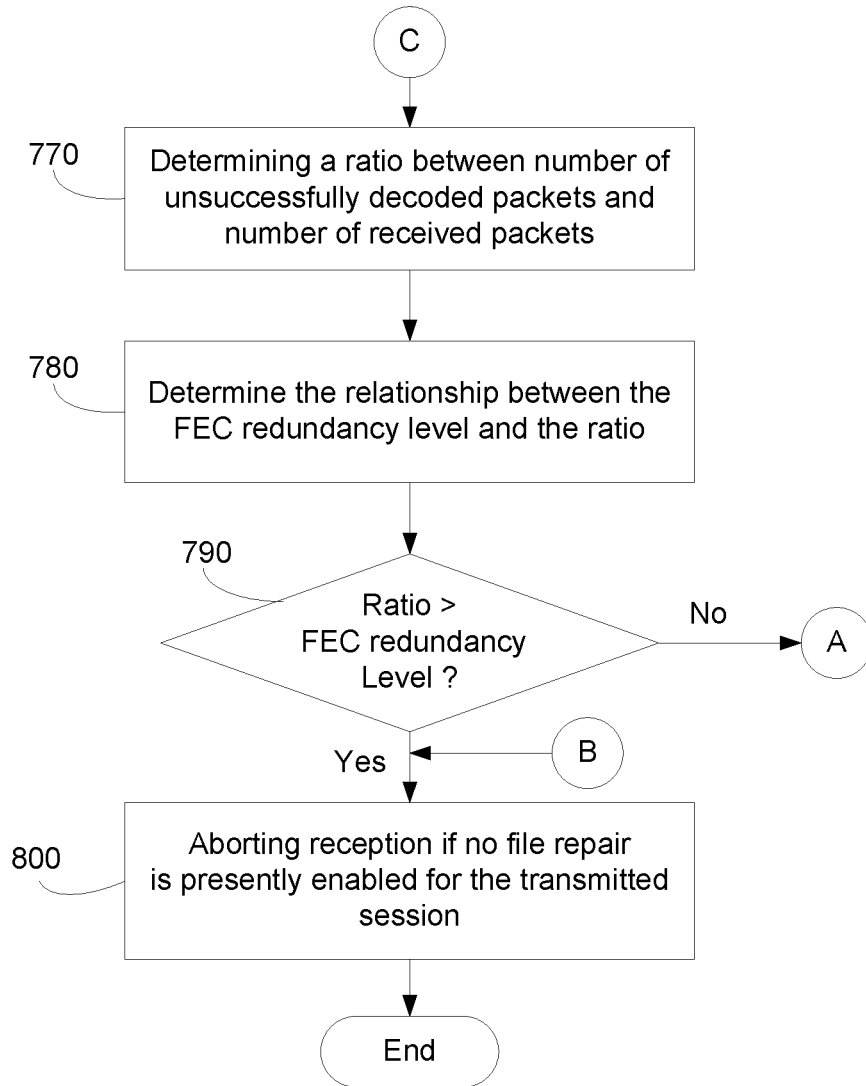 C
770
Determining a ratio between number of
unsuccessfully decoded packets and
number of received packets
780
Determine the relationship between the
FEC redundancy level and the ratio
790
Ratio >
FEC redundancy
Level ?
No
A
Yes
B
800
Aborting reception if no file repair
is presently enabled for the transmitted
session
End